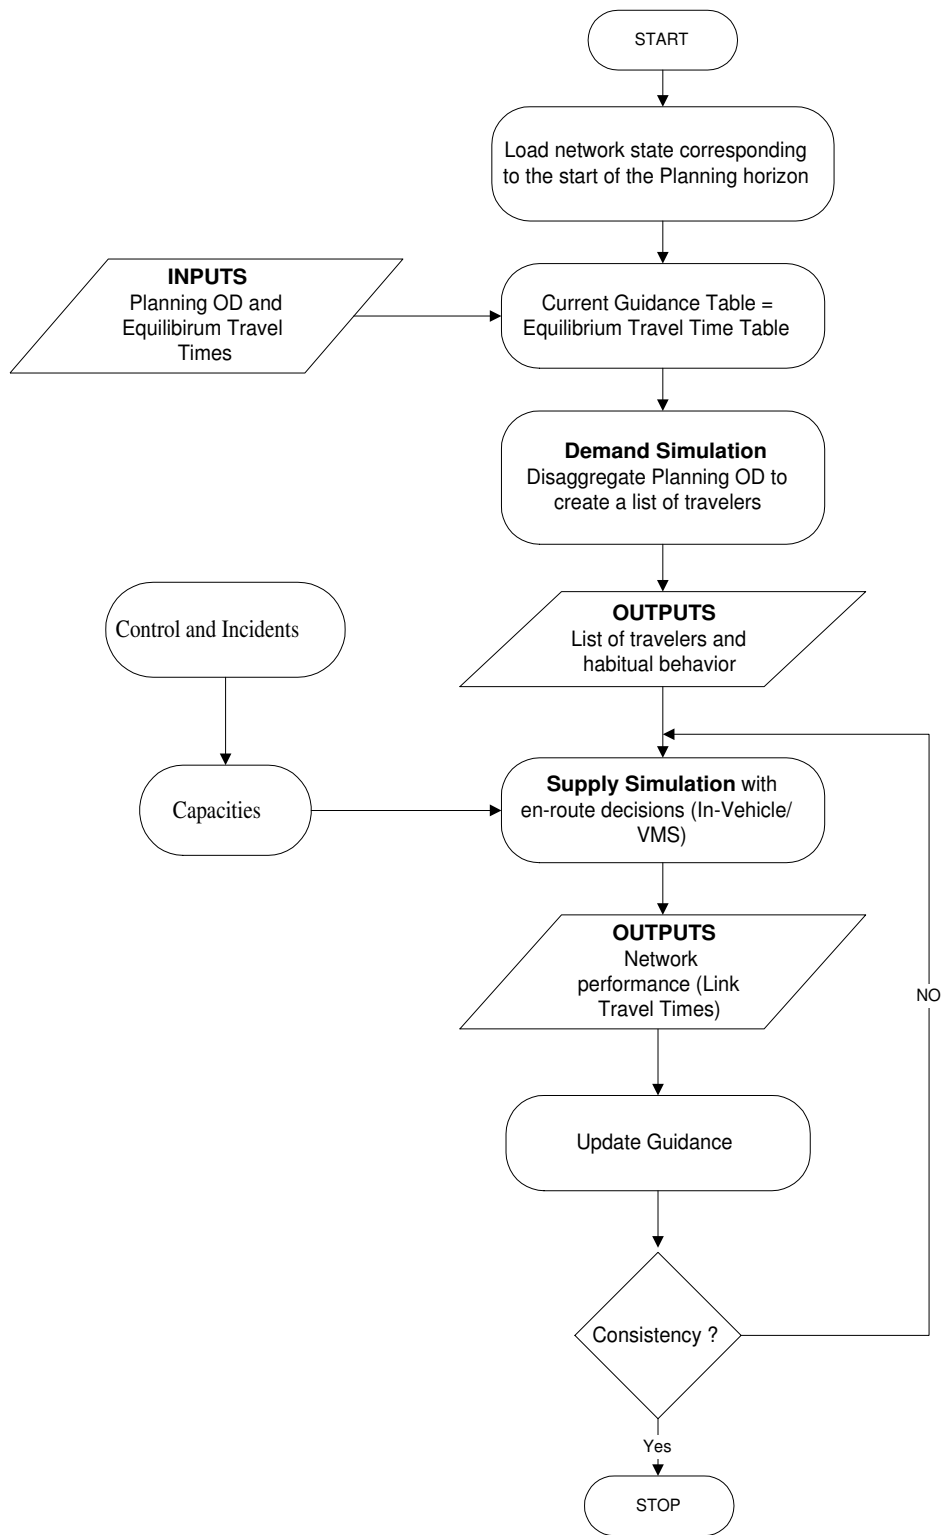 START
Load network state corresponding
to the start of the Planning horizon
INPUTS
Planning OD and
Equilibirum Travel
Times
Current Guidance Table =
Equilibrium Travel Time Table
Demand Simulation
Disaggregate Planning OD to
create a list of travelers
OUTPUTS
List of travelers and
habitual behavior
Control and Incidents
Capacities
Supply Simulation with
en-route decisions (In-Vehicle/
VMS)
OUTPUTS
Network
performance (Link
Travel Times)
NO
Update Guidance
Consistency ?
Yes
STOP